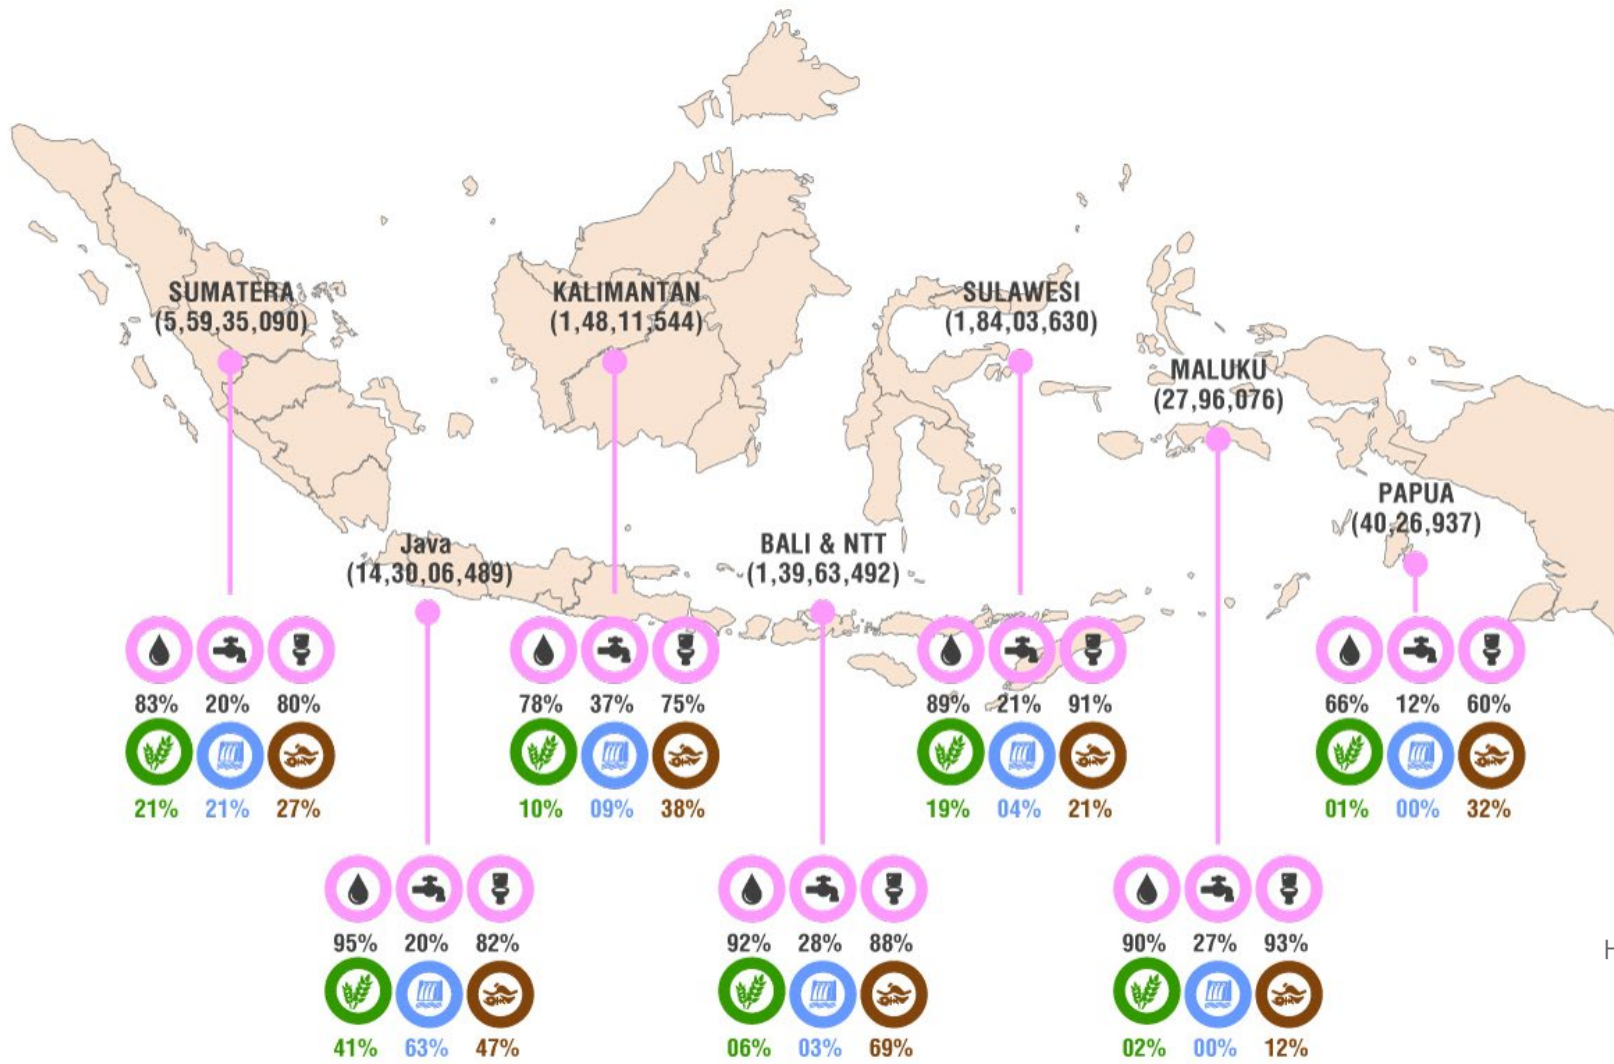 SUMATERA
(5,59,35,090)
KALIMANTAN
(1,48,11,544)
SULAWESI
(1,84,03,630)
MALUKU
(27,96,076)
PAPUA
(40,26,937)
Java
(14,30,06,489)
BALI & NTT
(1,39,63,492)
83% 20% 80%
21% 21% 27%
78% 37% 75%
10% 09% 38%
89% 21% 91%
19% 04% 21%
66% 12% 60%
01% 00% 32%
95% 20% 82%
41% 63% 47%
92% 28% 88%
06% 03% 69%
90% 27% 93%
02% 00% 12%
H